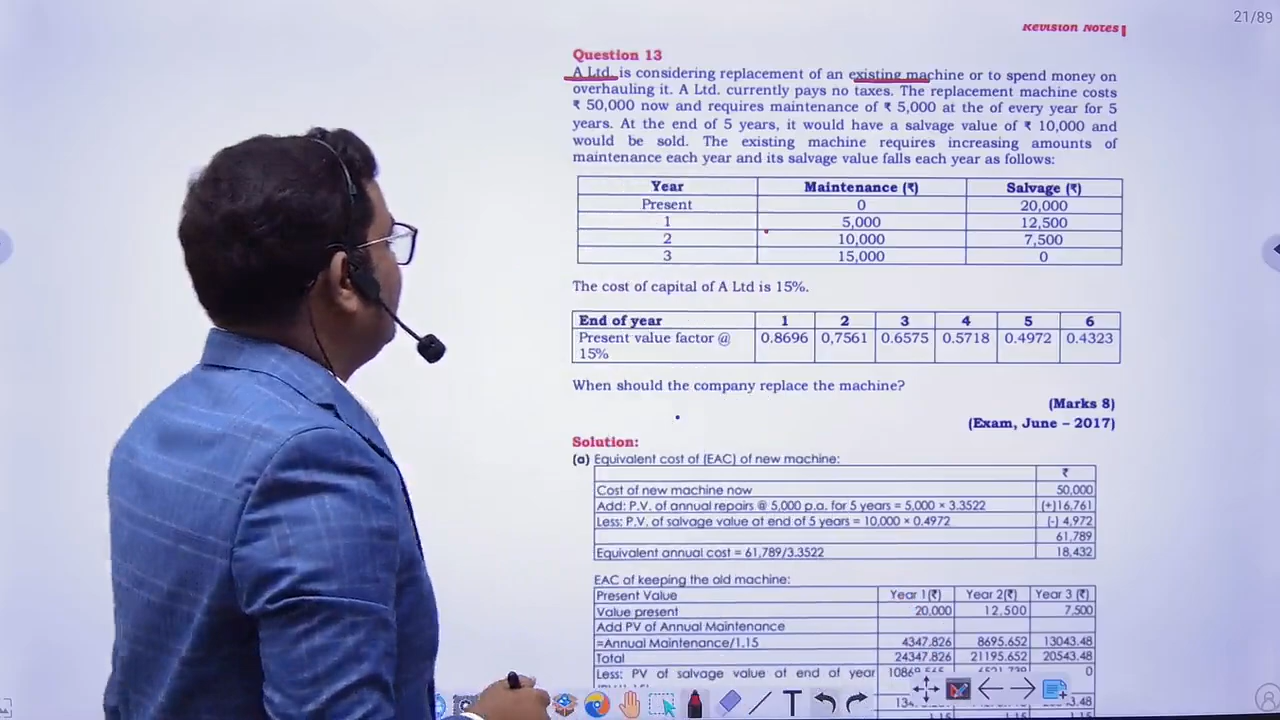 21/89
Revision Notes
Question 13
A Ltd. is considering replacement of an existing machine or to spend money on
overhauling it. A Ltd. currently pays no taxes. The replacement machine costs
₹ 50,000 now and requires maintenance of ₹ 5,000 at the of every year for 5
years. At the end of 5 years, it would have a salvage value of ₹ 10,000 and
would be sold. The existing machine requires increasing amounts of
maintenance each year and its salvage value falls each year as follows:
Year Maintenance (₹) Salvage (₹)
Present 0 20,000
1 5,000 12,500
2 10,000 7,500
3 15,000 0
The cost of capital of A Ltd is 15%.
End of year 1 2 3 4 5 6
Present value factor @ 0.8696 0,7561 0.6575 0.5718 0.4972 0.4323
15%
When should the company replace the machine?
(Marks 8)
(Exam, June – 2017)
Solution:
(a) Equivalent cost of (EAC) of new machine:
₹
Cost of new machine now 50,000
Add: P.V. of annual repairs @ 5,000 p.a. for 5 years = 5,000 × 3.3522 (+)16,761
Less: P.V. of salvage value at end of 5 years = 10,000 × 0.4972 (-) 4,972
61,789
Equivalent annual cost = 61,789/3.3522 18,432
EAC of keeping the old machine:
Present Value Year 1(₹) Year 2(₹) Year 3 (₹)
Value present 20,000 12,500 7,500
Add PV of Annual Maintenance
=Annual Maintenance/1.15 4347.826 8695.652 13043.48
Total 24347.826 21195.652 20543.48
Less: PV of salvage value at end of year 0
T